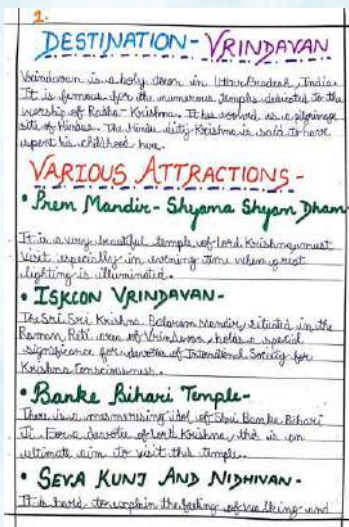 1.
DESTINATION- VRINDAVAN
Vrindavan is a holy town in Uttar Pradesh, India.
It is famous for the numerous temples dedicated to the
worship of Radha - Krishna. It has evolved as a pilgrimage
site of Hindus. The Hindu deity Krishna is said to have
spent his childhood here.
VARIOUS ATTRACTIONS -
• Prem Mandir - Shyama Shyam Dham
It is a very beautiful temple of lord Krishna, must
visit especially in evening time when great
lighting is illuminated.
• ISKCON VRINDAVAN-
The Sri Sri Krishna Balaram Mandir, situated in the
Raman Reti area of Vrindavan holds a special
significance for devotee of International Society for
Krishna Consciousness.
• Banke Bihari Temple-
There is a mesmerising idol of Shri Banke Bihari
Ji. For a devotee of Lord Krishna, this is an
ultimate aim to visit this temple.
• SEVA KUNJ AND NIDHIVAN-
It is hard to explain the feeling of walking and